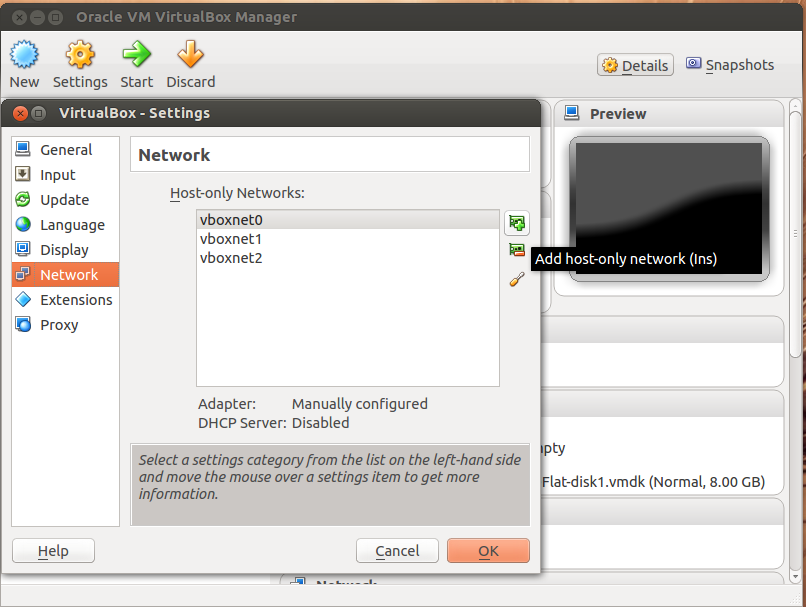 Oracle VM VirtualBox Manager
New Settings Start Discard
Details Snapshots
VirtualBox - Settings
Preview
General
Input
Update
Language
Display
Network
Extensions
Proxy
Network
Host-only Networks:
vboxnet0
vboxnet1
vboxnet2
Add host-only network (Ins)
Adapter: Manually configured
DHCP Server: Disabled
Select a settings category from the list on the left-hand side
and move the mouse over a settings item to get more
information.
Flat-disk1.vmdk (Normal, 8.00 GB)
Help Cancel OK
Network